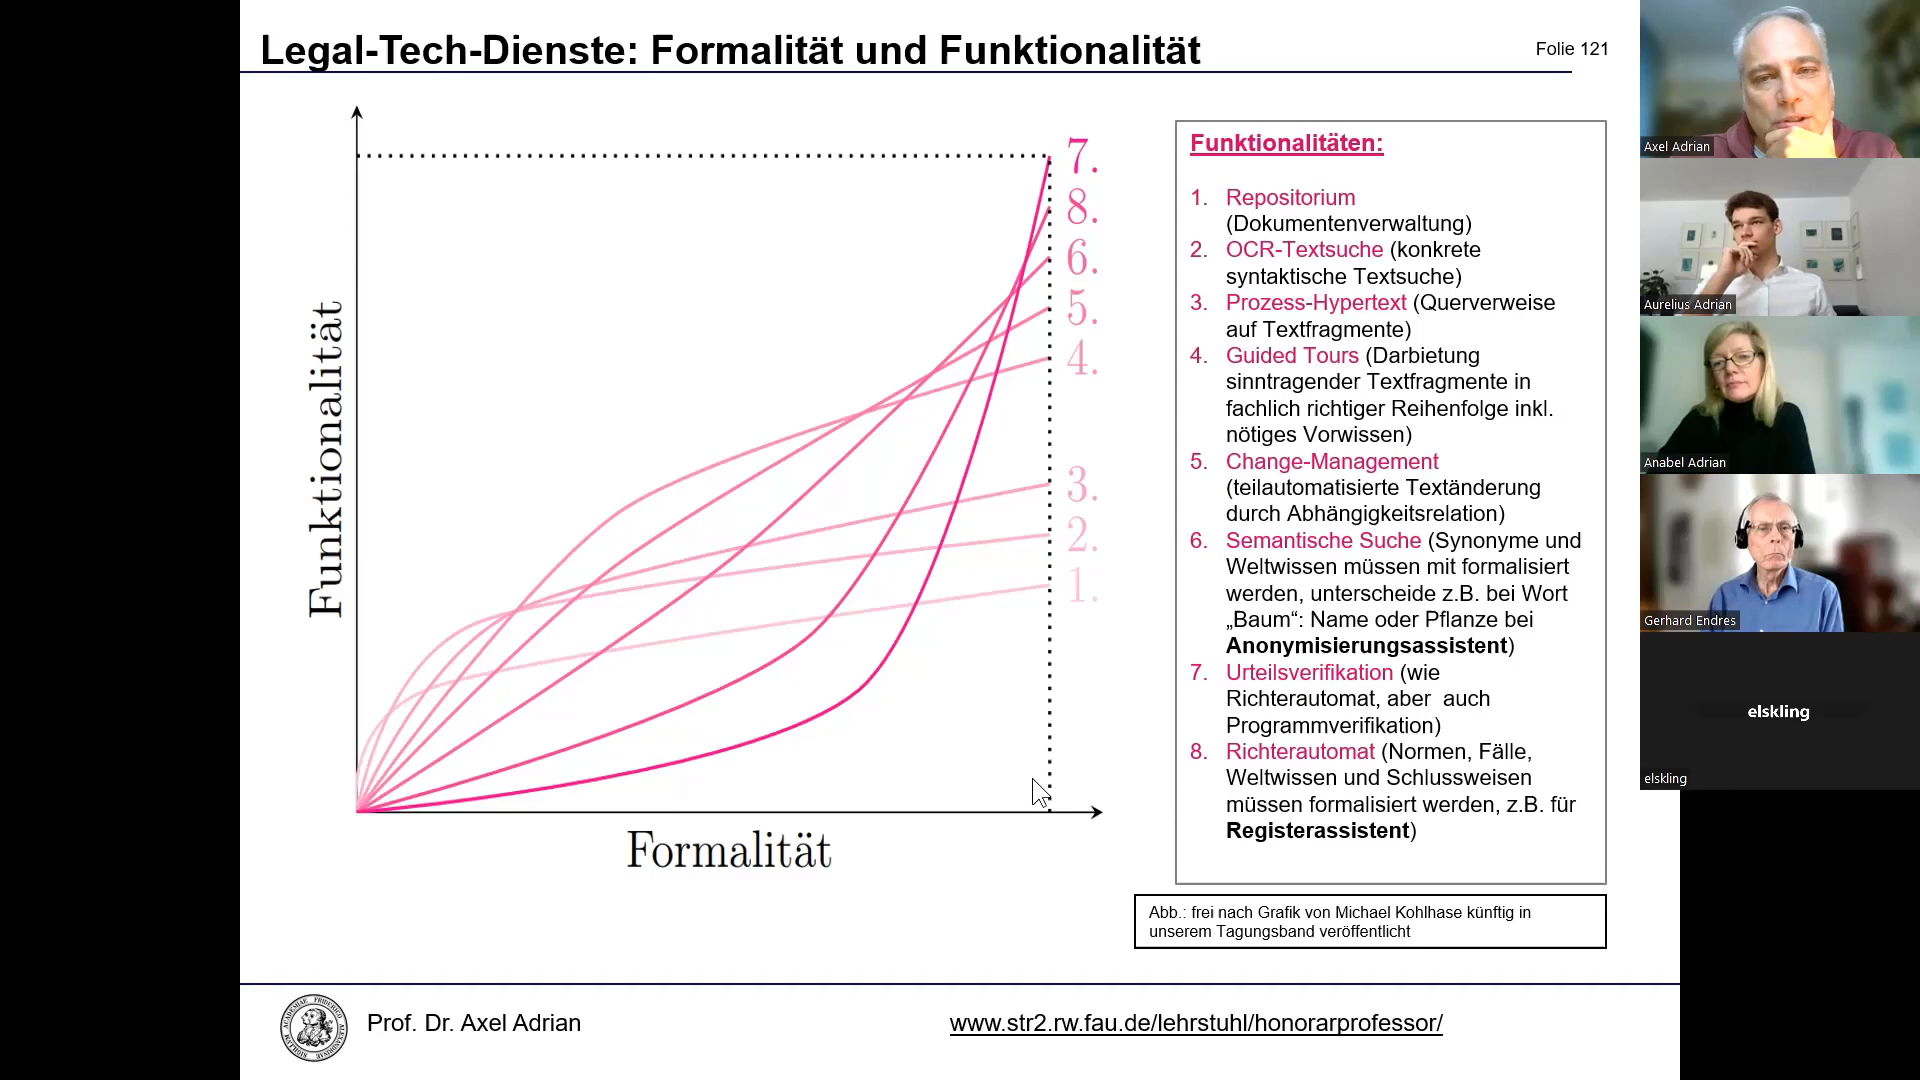 Legal-Tech-Dienste: Formalität und Funktionalität
Folie 121
Funktionalität
7.
8.
6.
5.
4.
3.
2.
1.
Formalität
Funktionalitäten:
1. Repositorium
(Dokumentenverwaltung)
2. OCR-Textsuche (konkrete
syntaktische Textsuche)
3. Prozess-Hypertext (Querverweise
auf Textfragmente)
4. Guided Tours (Darbietung
sinntragender Textfragmente in
fachlich richtiger Reihenfolge inkl.
nötiges Vorwissen)
5. Change-Management
(teilautomatisierte Textänderung
durch Abhängigkeitsrelation)
6. Semantische Suche (Synonyme und
Weltwissen müssen mit formalisiert
werden, unterscheide z.B. bei Wort
„Baum“: Name oder Pflanze bei
Anonymisierungsassistent)
7. Urteilsverifikation (wie
Richterautomat, aber auch
Programmverifikation)
8. Richterautomat (Normen, Fälle,
Weltwissen und Schlussweisen
müssen formalisiert werden, z.B. für
Registerassistent)
Abb.: frei nach Grafik von Michael Kohlhase künftig in
unserem Tagungsband veröffentlicht
Prof. Dr. Axel Adrian
www.str2.rw.fau.de/lehrstuhl/honorarprofessor/
Axel Adrian
Aurelius Adrian
Anabel Adrian
Gerhard Endres
elskling
elskling